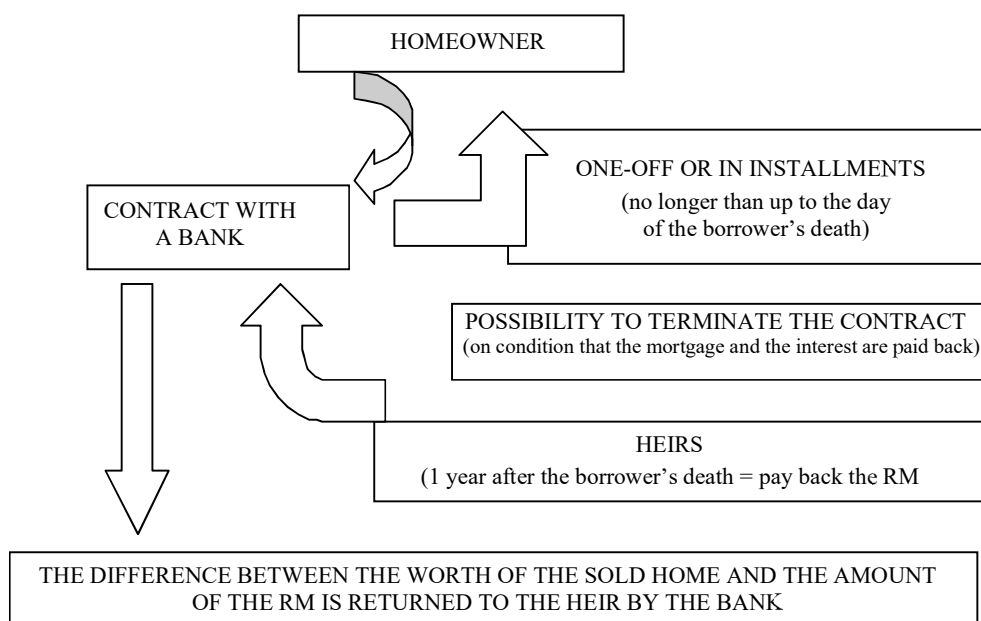 HOMEOWNER
ONE-OFF OR IN INSTALLMENTS
(no longer than up to the day
of the borrower's death)
CONTRACT WITH
A BANK
POSSIBILITY TO TERMINATE THE CONTRACT
(on condition that the mortgage and the interest are paid back)
HEIRS
(1 year after the borrower's death = pay back the RM
THE DIFFERENCE BETWEEN THE WORTH OF THE SOLD HOME AND THE AMOUNT
OF THE RM IS RETURNED TO THE HEIR BY THE BANK